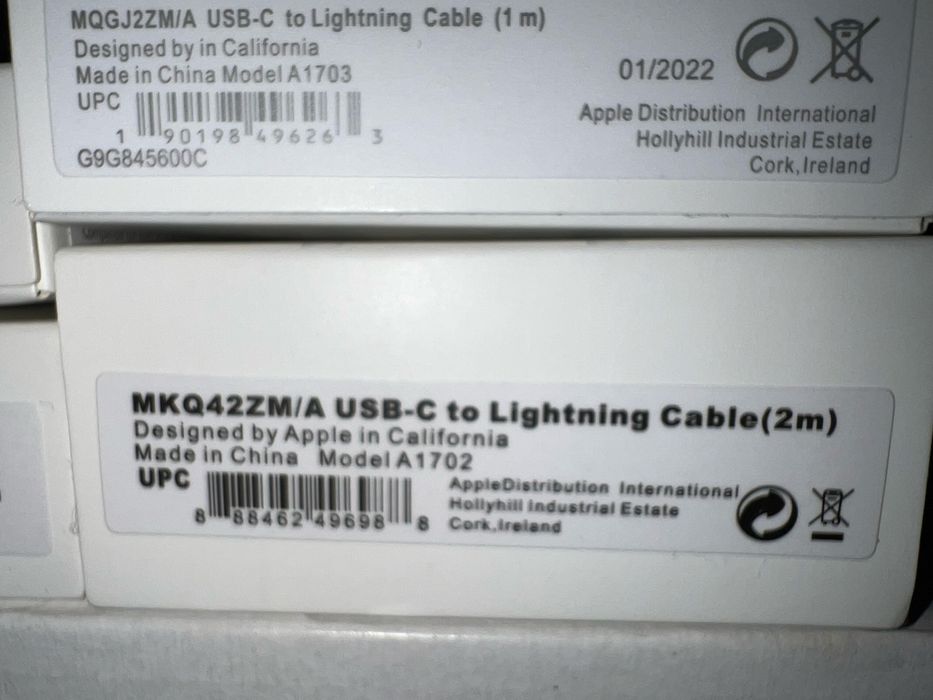 MQGJ2ZM/A USB-C to Lightning Cable (1 m)
Designed by in California
Made in China Model A1703
UPC
1 90198 49626 3
G9G845600C
01/2022
Apple Distribution International
Hollyhill Industrial Estate
Cork,Ireland
MKQ42ZM/A USB-C to Lightning Cable(2m)
Designed by Apple in California
Made in China Model A1702
UPC
8 88462 49698 8
AppleDistribution International
Hollyhill Industrial Estate
Cork,Ireland